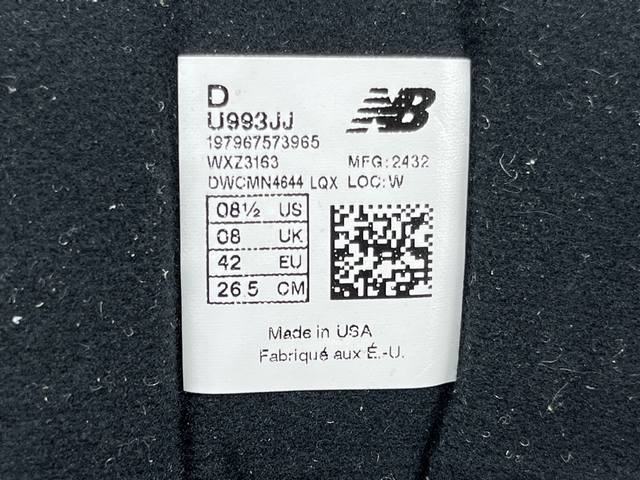 D
NB
U993JJ
197967573965
WXZ3163 MFG:2432
DWCMN4644 LQX LOC:W
08½ US
08 UK
42 EU
26.5 CM
Made in USA
Fabriqué aux É.-U.